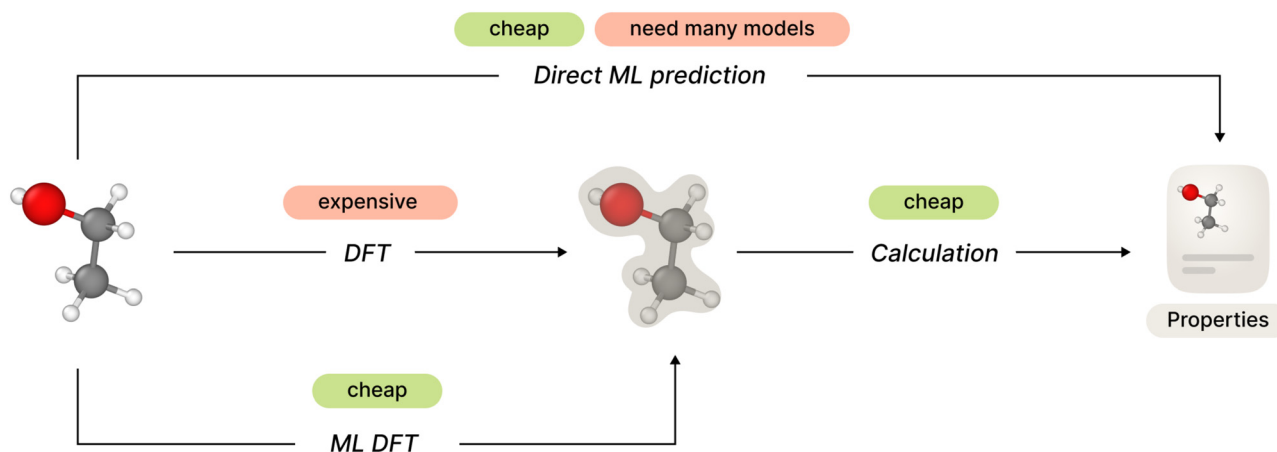 cheap
need many models
Direct ML prediction
expensive
DFT
cheap
Calculation
Properties
cheap
ML DFT